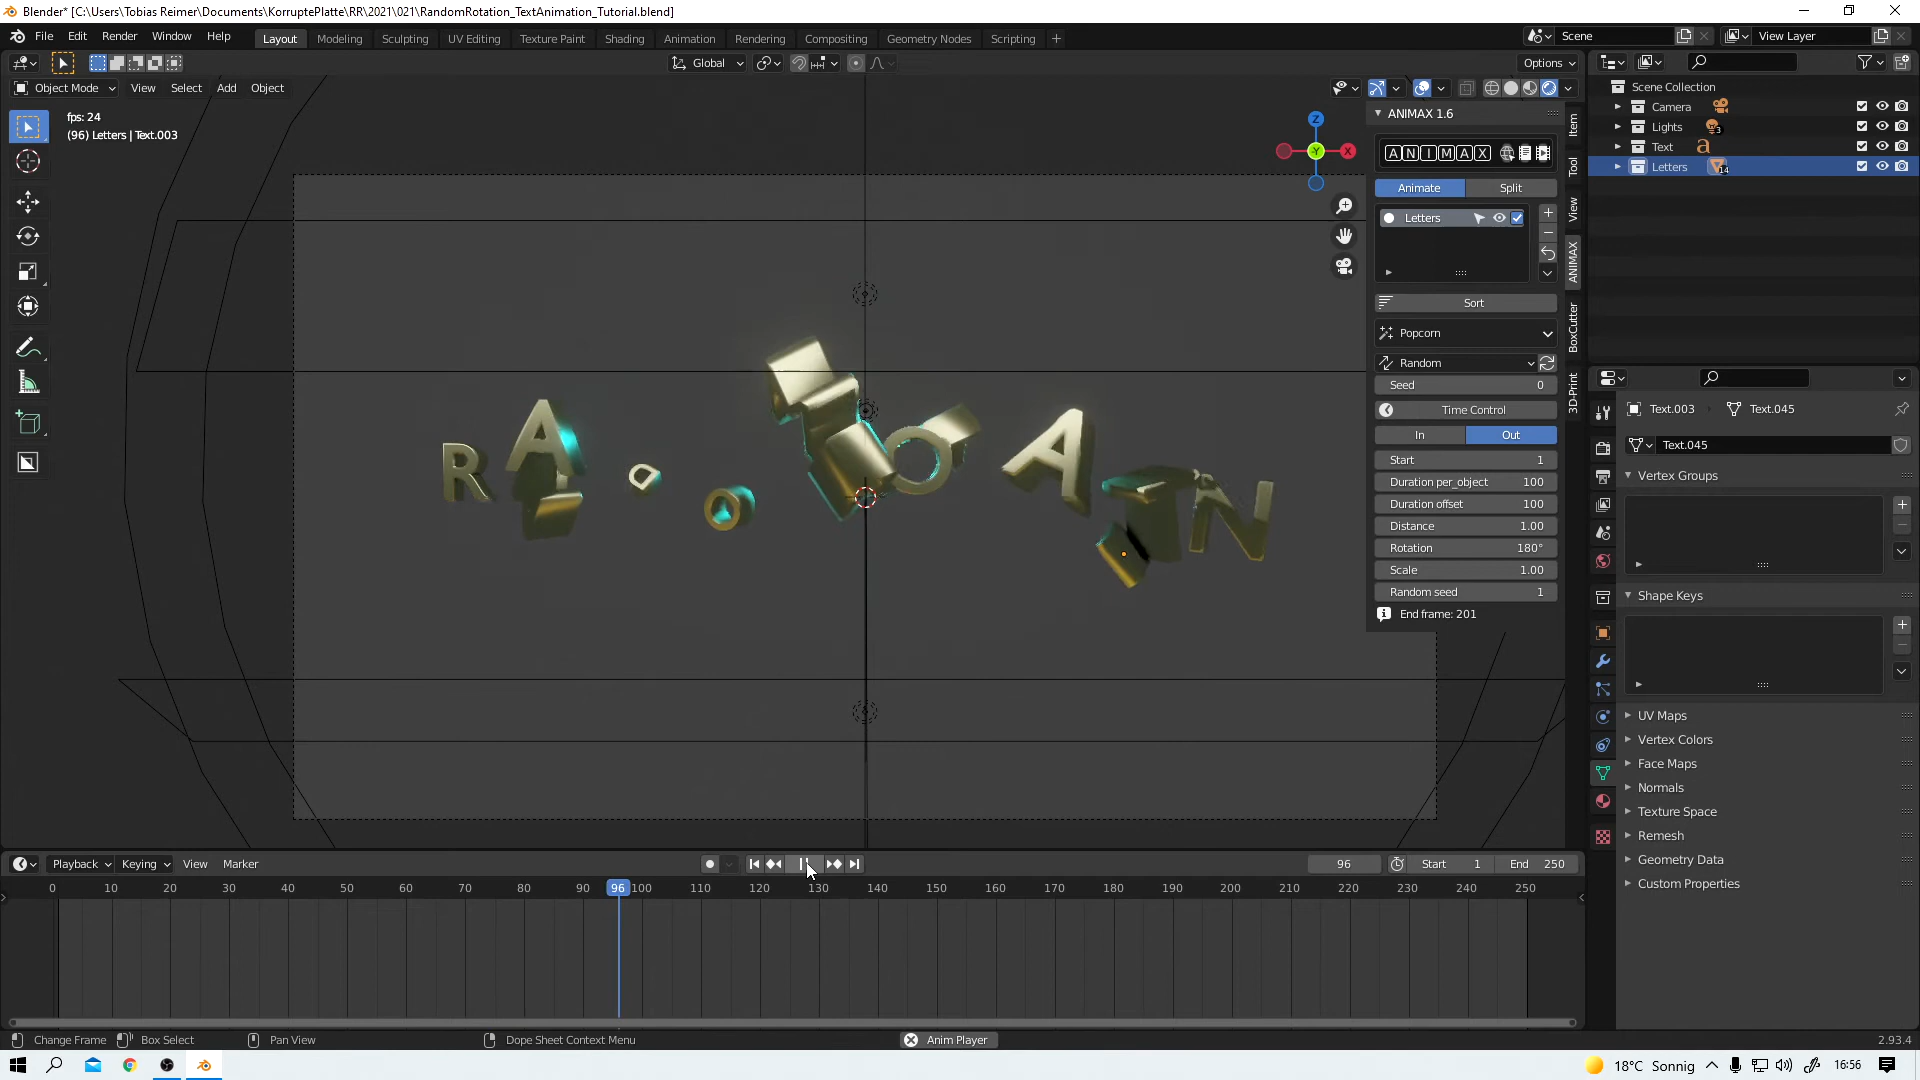 Blender* [C:\Users\Tobias Reimer\Documents\KorruptePlatte\RR\2021\021\RandomRotation_TextAnimation_Tutorial.blend]
File Edit Render Window Help
Layout Modeling Sculpting UV Editing Texture Paint Shading Animation Rendering Compositing Geometry Nodes Scripting
Scene
View Layer
Global
Options
Object Mode View Select Add Object
fps: 24
(96) Letters | Text.003
Z
-Y
X
R A D O O A T N
ANIMAX 1.6
ANIMAX
Animate Split
Letters
Sort
Popcorn
Random
Seed 0
Time Control
In Out
Start 1
Duration per_object 100
Duration offset 100
Distance 1.00
Rotation 180°
Scale 1.00
Random seed 1
End frame: 201
Item
Tool
View
ANIMAX
BoxCutter
3D-Print
Scene Collection
Camera
Lights 3
Text a
Letters 14
Text.003 Text.045
Text.045
Vertex Groups
Shape Keys
UV Maps
Vertex Colors
Face Maps
Normals
Texture Space
Remesh
Geometry Data
Custom Properties
Playback Keying View Marker
96
Start 1 End 250
0 10 20 30 40 50 60 70 80 90 96 100 110 120 130 140 150 160 170 180 190 200 210 220 230 240 250
Change Frame Box Select Pan View Dope Sheet Context Menu Anim Player
2.93.4
18°C Sonnig
16:56